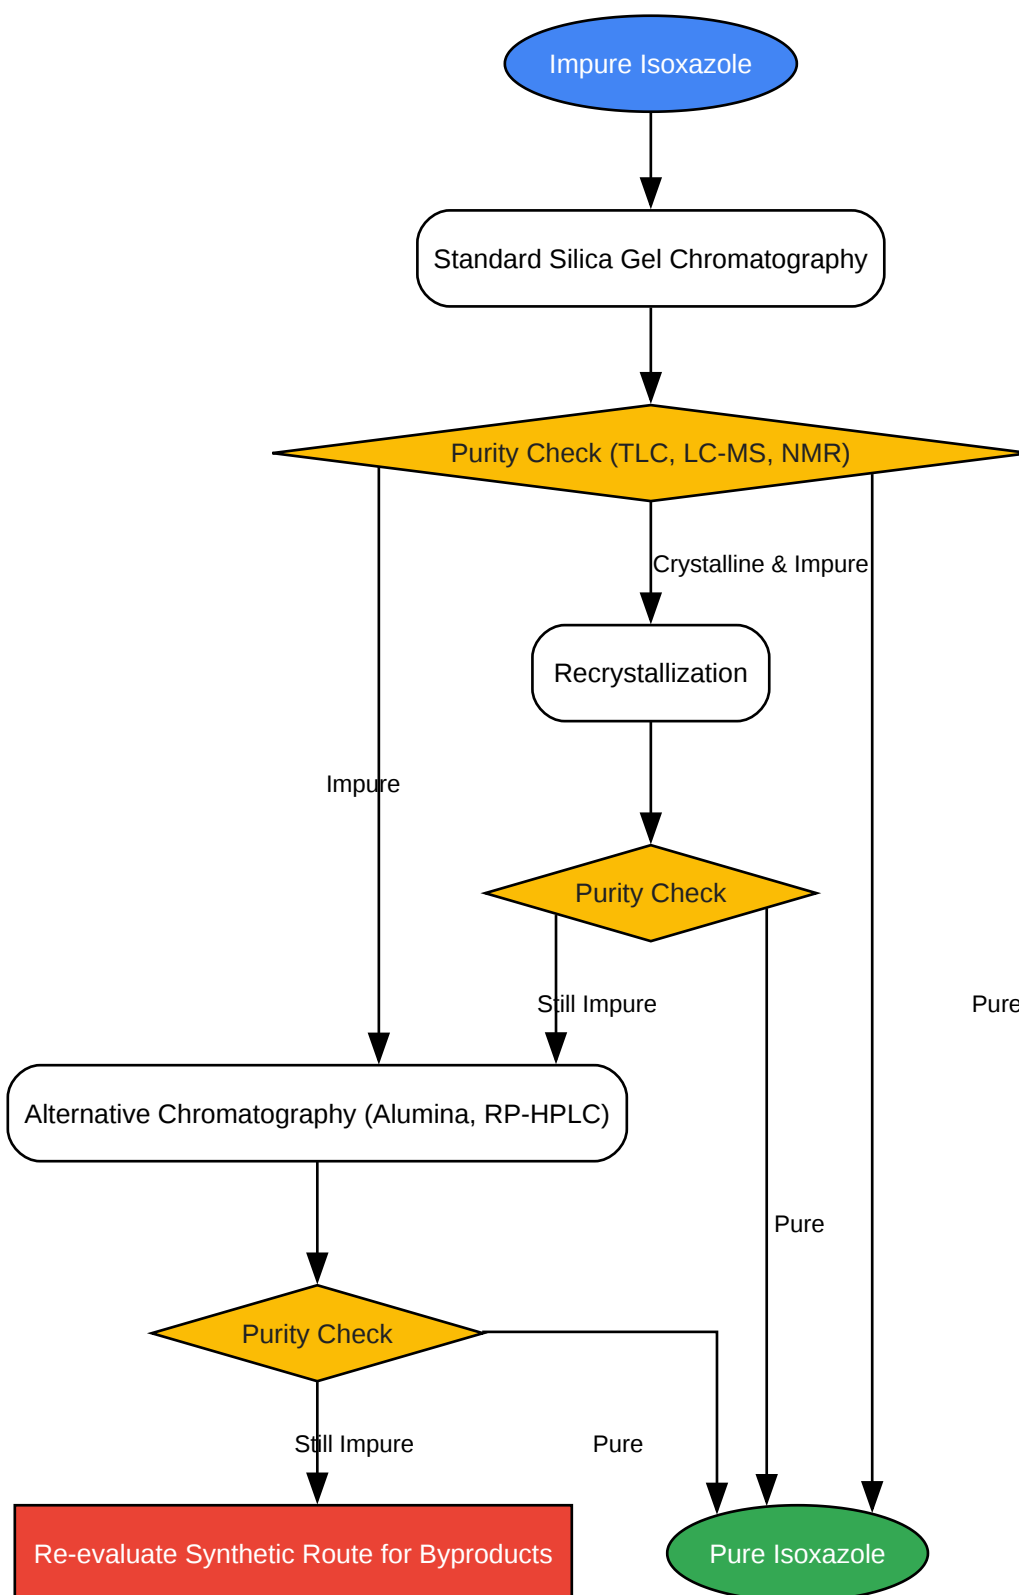 Impure Isoxazole
Standard Silica Gel Chromatography
Purity Check (TLC, LC-MS, NMR)
Crystalline & Impure
Recrystallization
Impure
Purity Check
Still Impure
Pure
Alternative Chromatography (Alumina, RP-HPLC)
Pure
Purity Check
Still Impure
Pure
Re-evaluate Synthetic Route for Byproducts
Pure Isoxazole